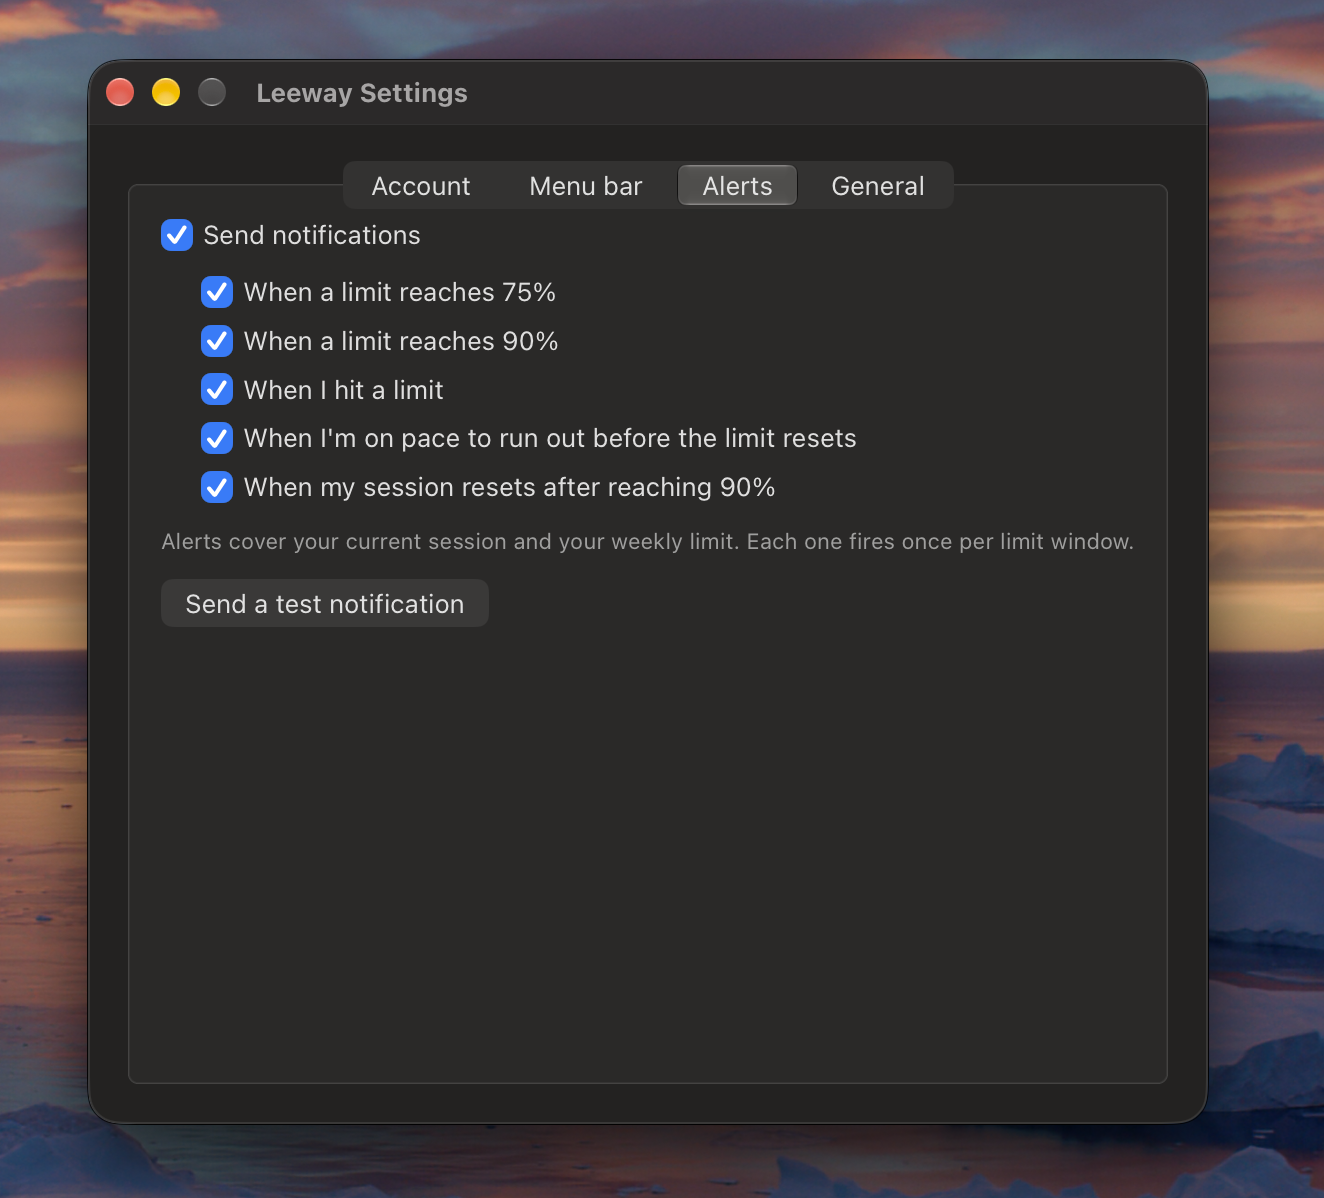 Leeway Settings
Account Menu bar Alerts General
Send notifications
When a limit reaches 75%
When a limit reaches 90%
When I hit a limit
When I'm on pace to run out before the limit resets
When my session resets after reaching 90%
Alerts cover your current session and your weekly limit. Each one fires once per limit window.
Send a test notification